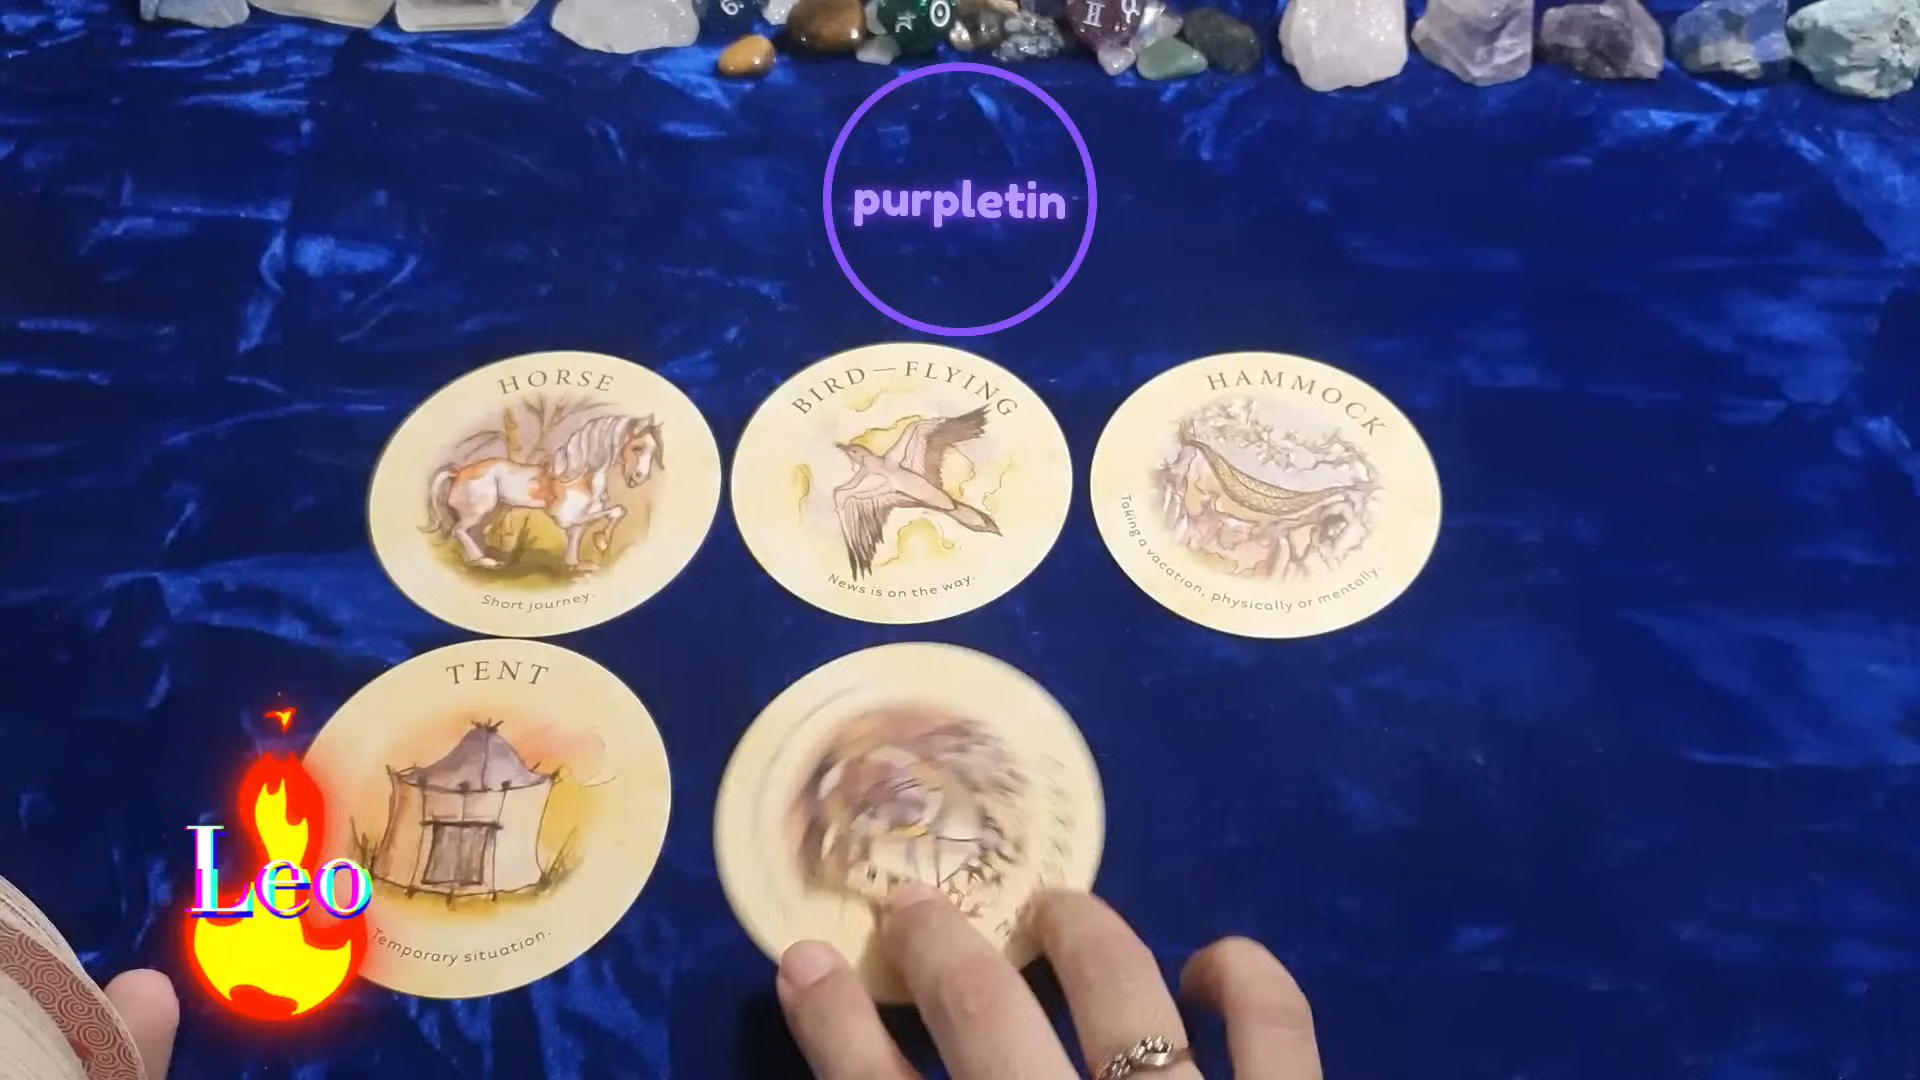 purpletin
HORSE
Short journey.
BIRD—FLYING
News is on the way.
HAMMOCK
Taking a vacation, physically or mentally.
TENT
Temporary situation.
Leo